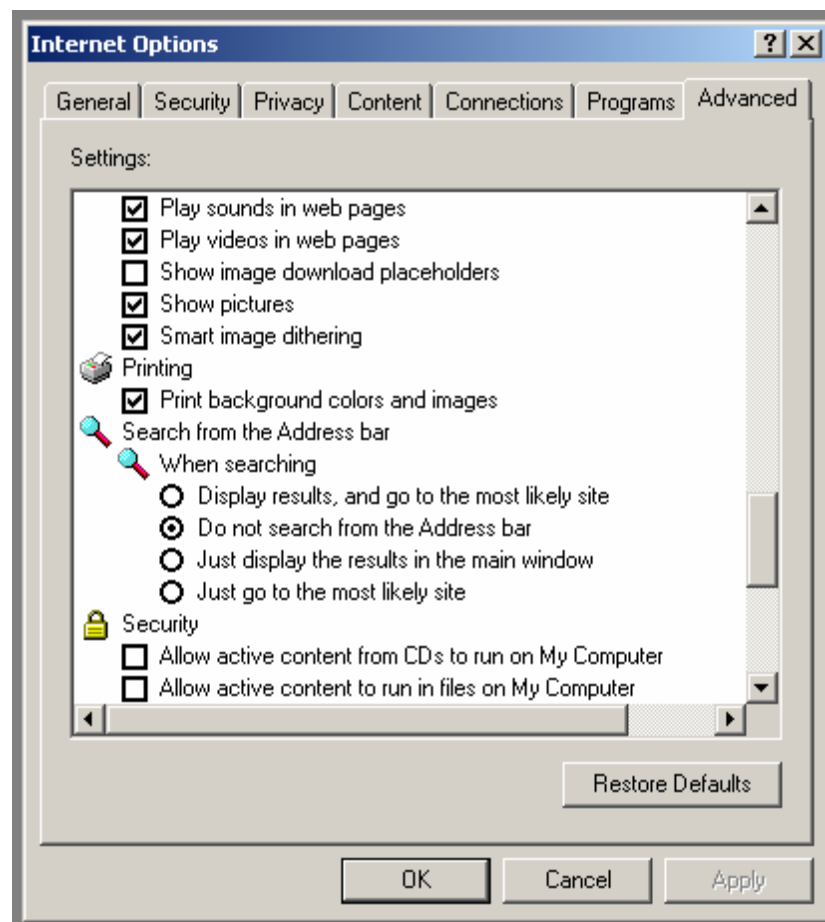 Internet Options
General Security Privacy Content Connections Programs Advanced
Settings:
Play sounds in web pages
Play videos in web pages
Show image download placeholders
Show pictures
Smart image dithering
Printing
Print background colors and images
Search from the Address bar
When searching
Display results, and go to the most likely site
Do not search from the Address bar
Just display the results in the main window
Just go to the most likely site
Security
Allow active content from CDs to run on My Computer
Allow active content to run in files on My Computer
Restore Defaults
OK Cancel Apply